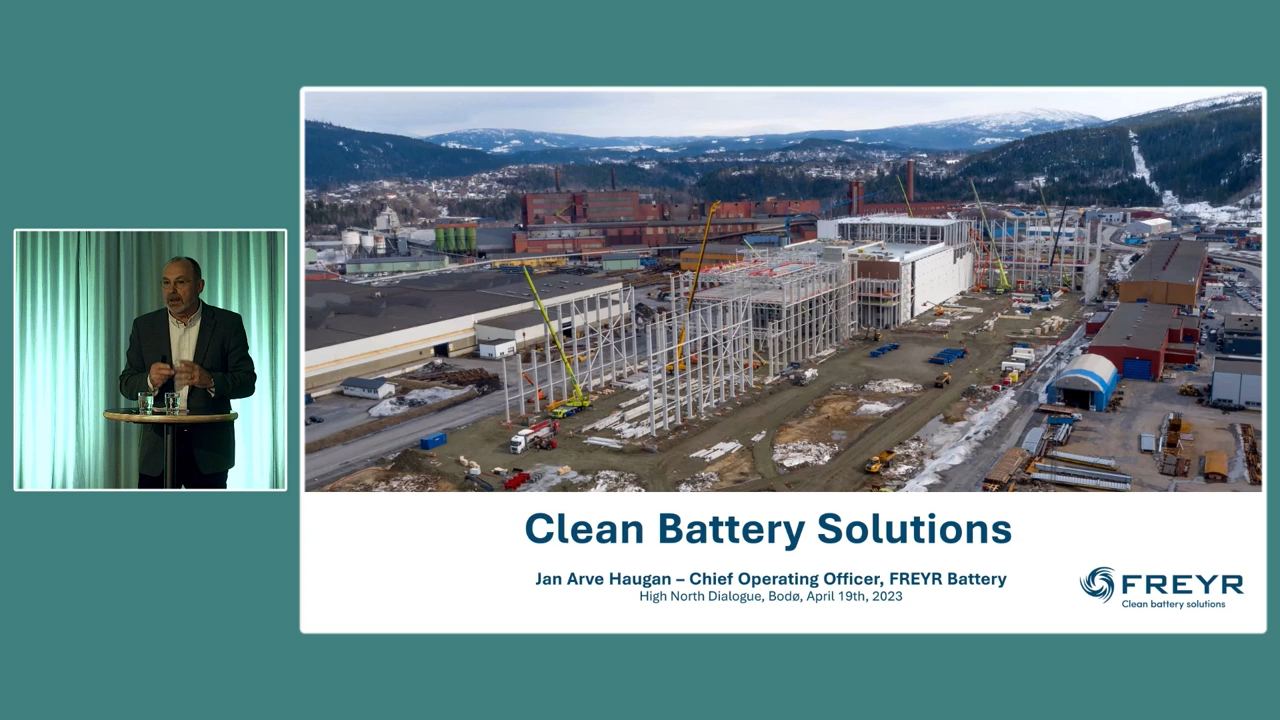 Clean Battery Solutions
Jan Arve Haugan – Chief Operating Officer, FREYR Battery
High North Dialogue, Bodø, April 19th, 2023
FREYR
Clean battery solutions